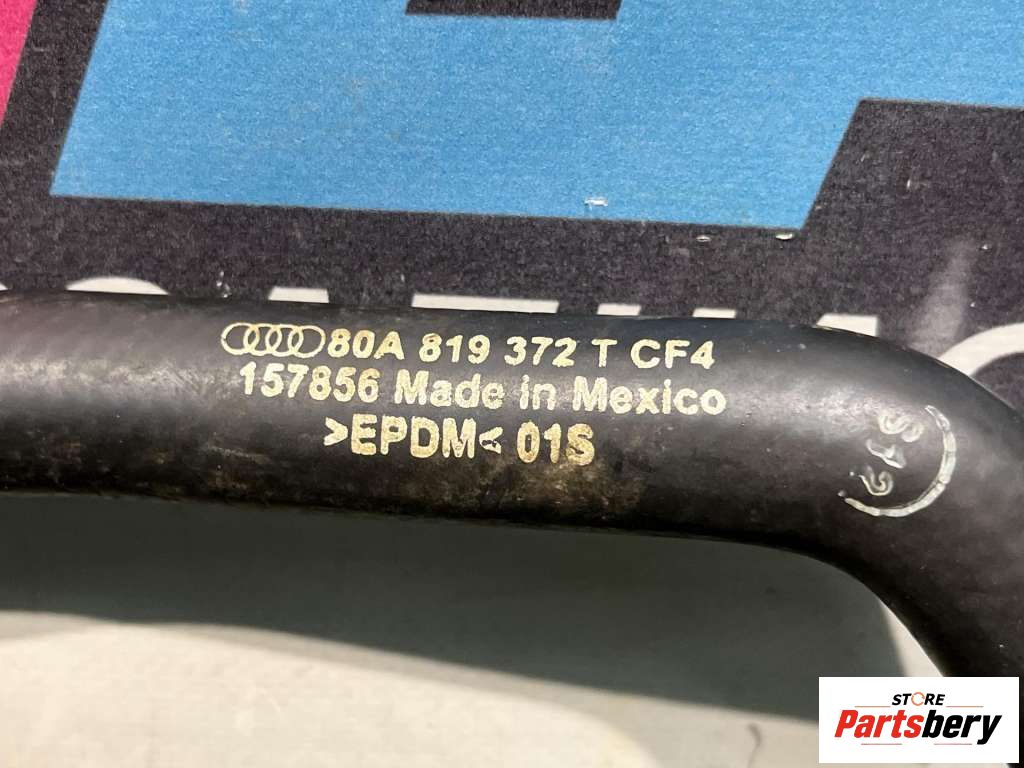 80A 819 372 T CF4
157856 Made in Mexico
>EPDM< 01S
STORE
Partsbery